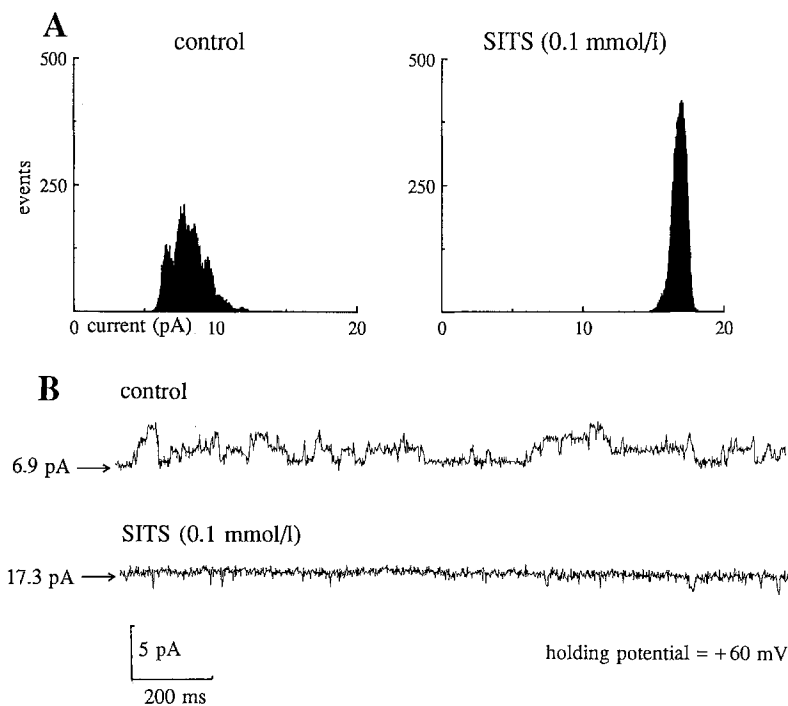 A
control
SITS (0.1 mmol/l)
500
250
events
0
current (pA)
10
20
500
250
0
10
20
B
control
6.9 pA
SITS (0.1 mmol/l)
17.3 pA
5 pA
200 ms
holding potential = +60 mV